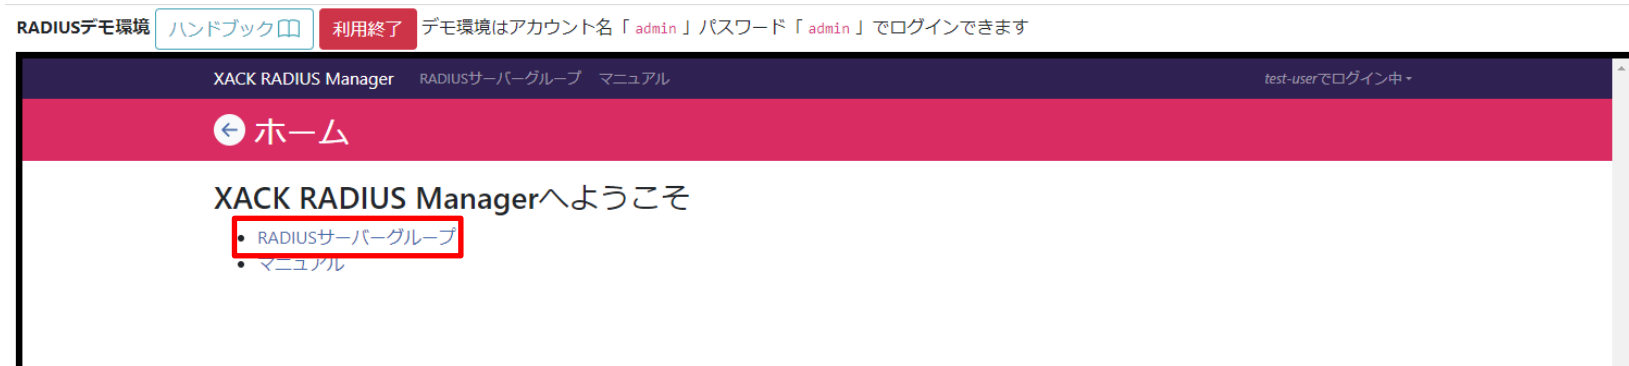 RADIUSデモ環境 ハンドブック 利用終了 デモ環境はアカウント名「 admin 」パスワード「 admin 」でログインできます
XACK RADIUS Manager RADIUSサーバーグループ マニュアル test-userでログイン中
ホーム
XACK RADIUS Managerへようこそ
RADIUSサーバーグループ
マニュアル